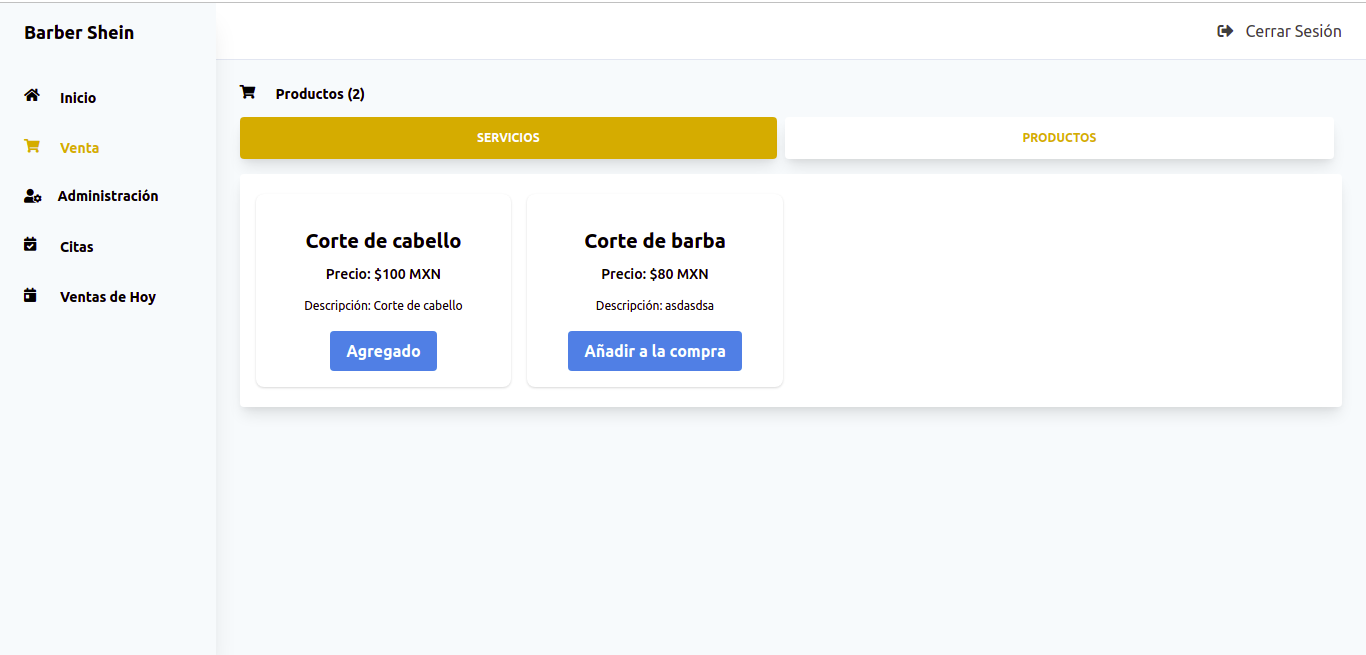 Barber Shein
Cerrar Sesión
Inicio
Venta
Administración
Citas
Ventas de Hoy
Productos (2)
SERVICIOS
PRODUCTOS
Corte de cabello
Precio: $100 MXN
Descripción: Corte de cabello
Agregado
Corte de barba
Precio: $80 MXN
Descripción: asdasdsa
Añadir a la compra